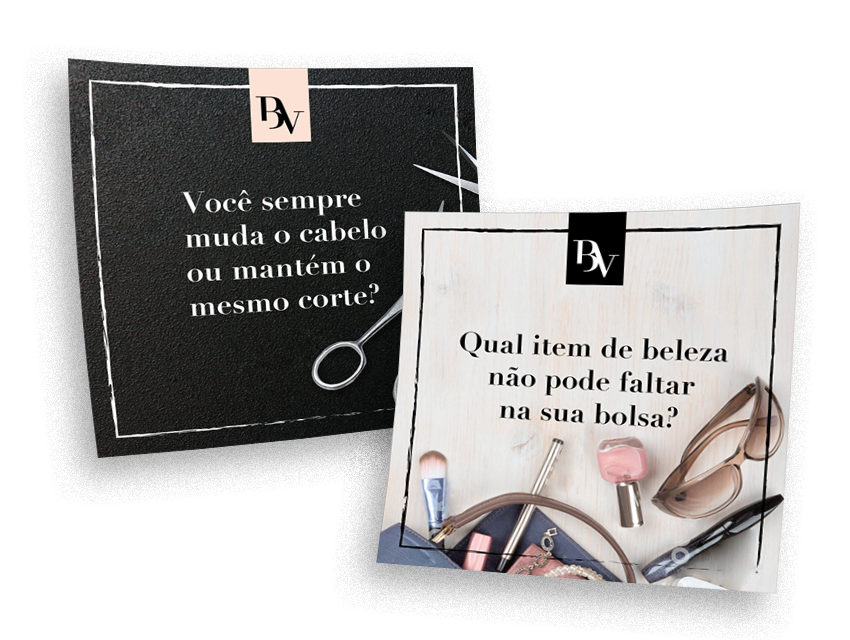 BV
Você sempre
muda o cabelo
ou mantém o
mesmo corte?
BV
Qual item de beleza
não pode faltar
na sua bolsa?